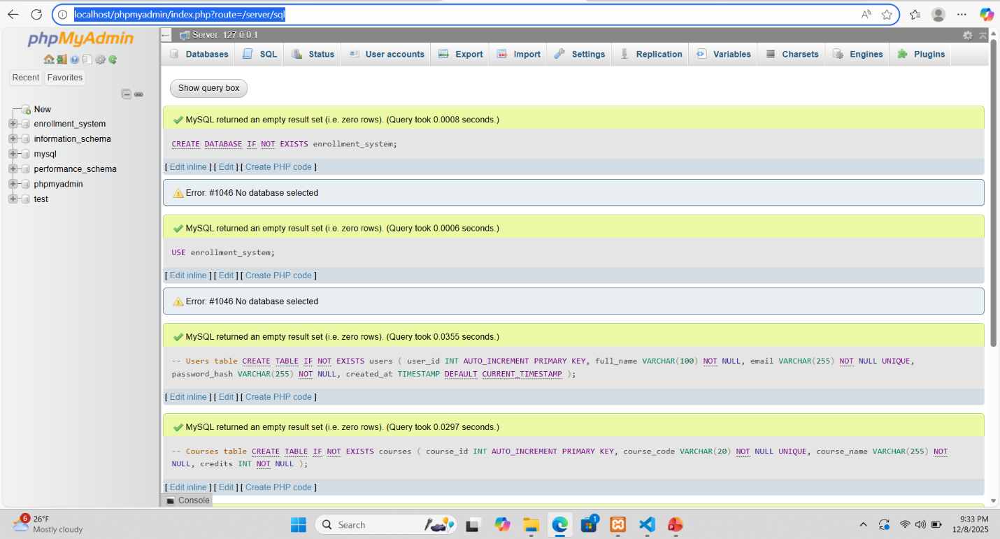 localhost/phpmyadmin/index.php?route=/server/sql
phpMyAdmin
Recent Favorites
New
enrollment_system
information_schema
mysql
performance_schema
phpmyadmin
test
Server: 127.0.0.1
Databases SQL Status User accounts Export Import Settings Replication Variables Charsets Engines Plugins
Show query box
MySQL returned an empty result set (i.e. zero rows). (Query took 0.0008 seconds.)
CREATE DATABASE IF NOT EXISTS enrollment_system;
[ Edit inline ] [ Edit ] [ Create PHP code ]
Error: #1046 No database selected
MySQL returned an empty result set (i.e. zero rows). (Query took 0.0006 seconds.)
USE enrollment_system;
[ Edit inline ] [ Edit ] [ Create PHP code ]
Error: #1046 No database selected
MySQL returned an empty result set (i.e. zero rows). (Query took 0.0355 seconds.)
-- Users table CREATE TABLE IF NOT EXISTS users ( user_id INT AUTO_INCREMENT PRIMARY KEY, full_name VARCHAR(100) NOT NULL, email VARCHAR(255) NOT NULL UNIQUE,
password_hash VARCHAR(255) NOT NULL, created_at TIMESTAMP DEFAULT CURRENT_TIMESTAMP );
[ Edit inline ] [ Edit ] [ Create PHP code ]
MySQL returned an empty result set (i.e. zero rows). (Query took 0.0297 seconds.)
-- Courses table CREATE TABLE IF NOT EXISTS courses ( course_id INT AUTO_INCREMENT PRIMARY KEY, course_code VARCHAR(20) NOT NULL UNIQUE, course_name VARCHAR(255) NOT
NULL, credits INT NOT NULL );
[ Edit inline ] [ Edit ] [ Create PHP code ]
Console
6
26°F
Mostly cloudy
Search
1
9:33 PM
12/8/2025